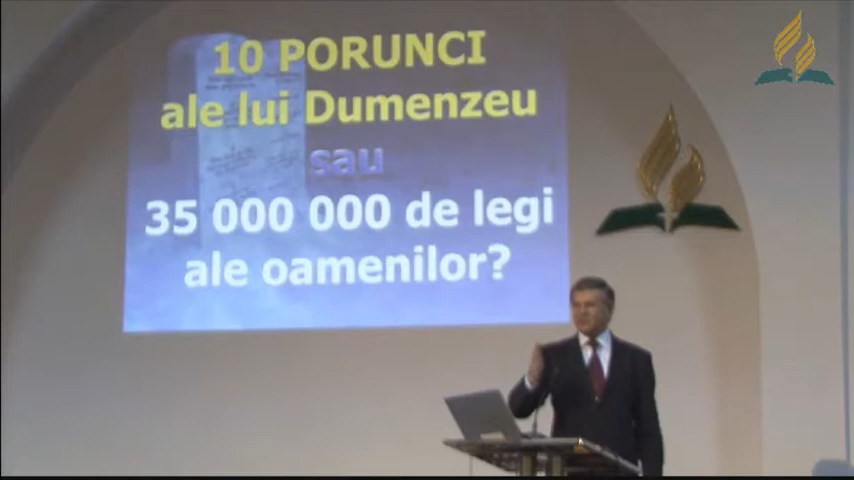 10 PORUNCI
ale lui Dumenzeu
sau
35 000 000 de legi
ale oamenilor?